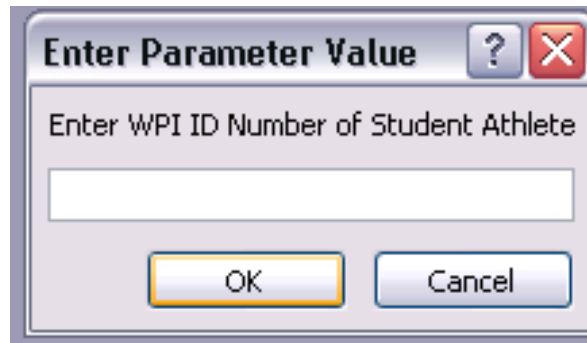 Enter Parameter Value ?
Enter WPI ID Number of Student Athlete
OK Cancel